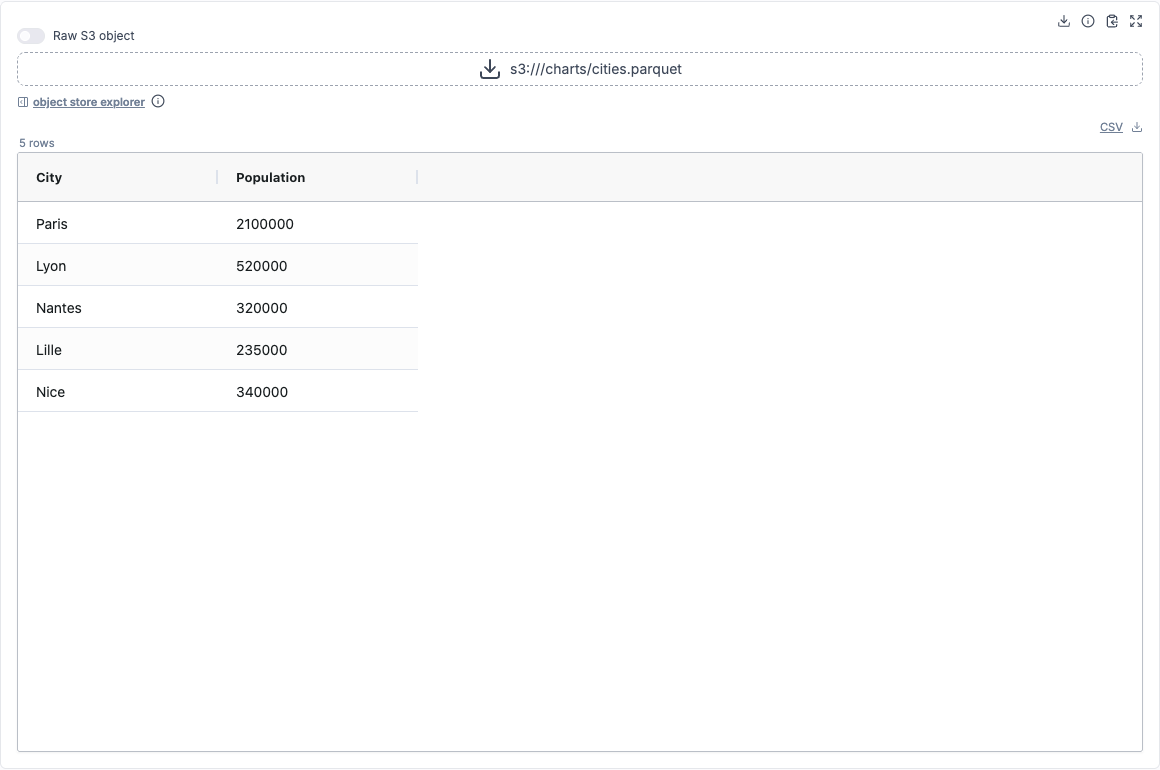 Raw S3 object
s3:///charts/cities.parquet
object store explorer
CSV
5 rows
City Population
Paris 2100000
Lyon 520000
Nantes 320000
Lille 235000
Nice 340000